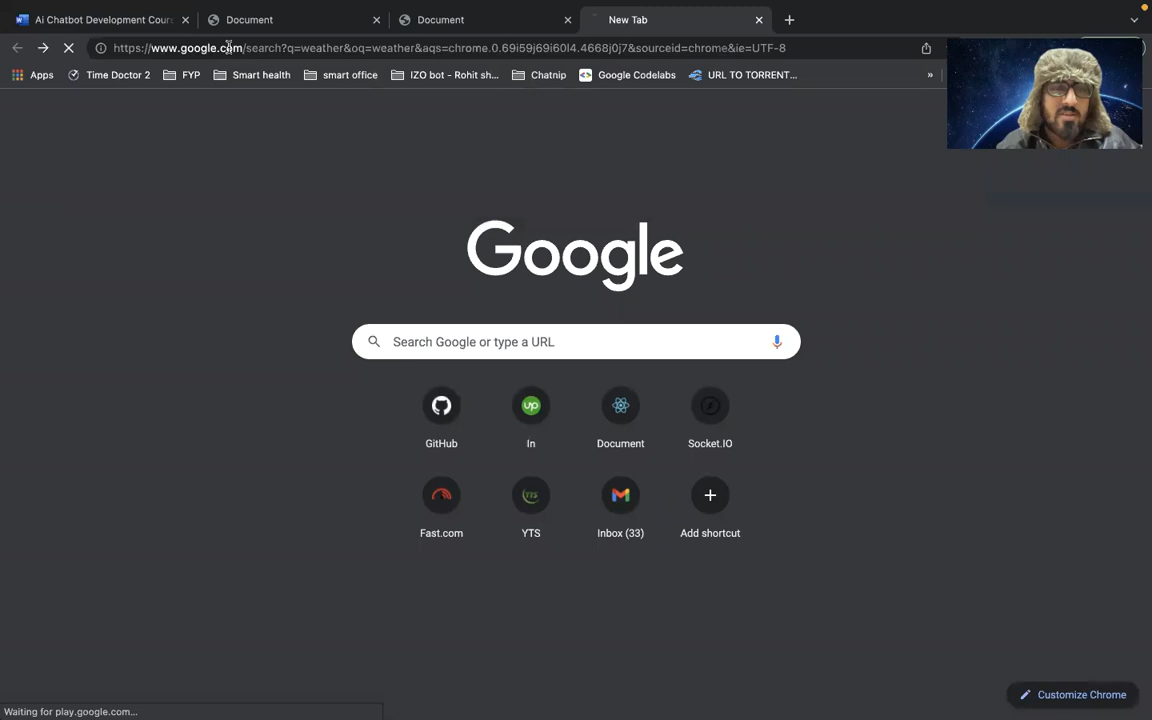 Ai Chatbot Development Cours
Document
Document
New Tab
https://www.google.com/search?q=weather&oq=weather&aqs=chrome.0.69i59j69i60l4.4668j0j7&sourceid=chrome&ie=UTF-8
Apps
Time Doctor 2
FYP
Smart health
smart office
IZO bot - Rohit sh...
Chatnip
Google Codelabs
URL TO TORRENT...
»
Google
Search Google or type a URL
GitHub
In
Document
Socket.IO
Fast.com
YTS
Inbox (33)
Add shortcut
Customize Chrome
Waiting for play.google.com...